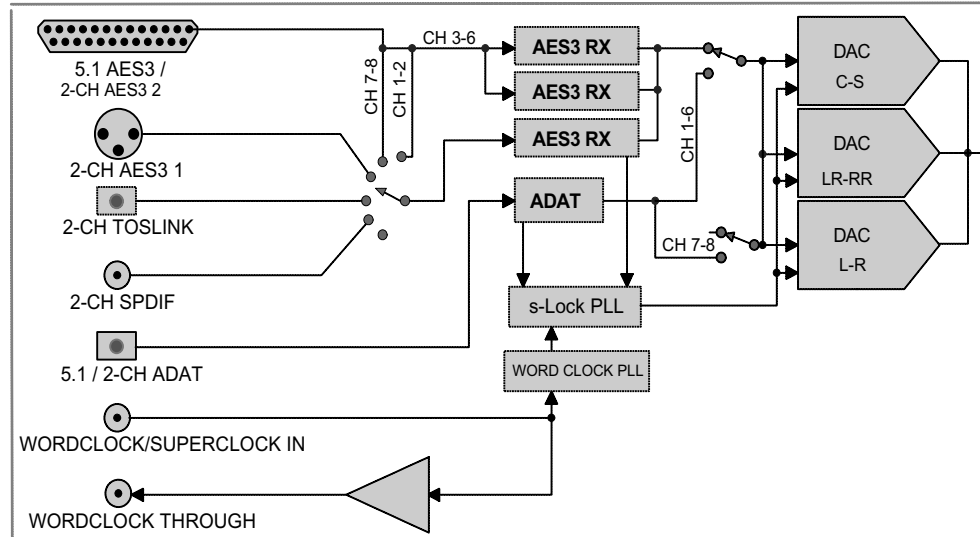 5.1 AES3 /
2-CH AES3 2
2-CH AES3 1
2-CH TOSLINK
2-CH SPDIF
5.1 / 2-CH ADAT
WORDCLOCK/SUPERCLOCK IN
WORDCLOCK THROUGH
CH 7-8
CH 1-2
CH 3-6
AES3 RX
AES3 RX
AES3 RX
ADAT
s-Lock PLL
WORD CLOCK PLL
CH 1-6
CH 7-8
DAC
C-S
DAC
LR-RR
DAC
L-R